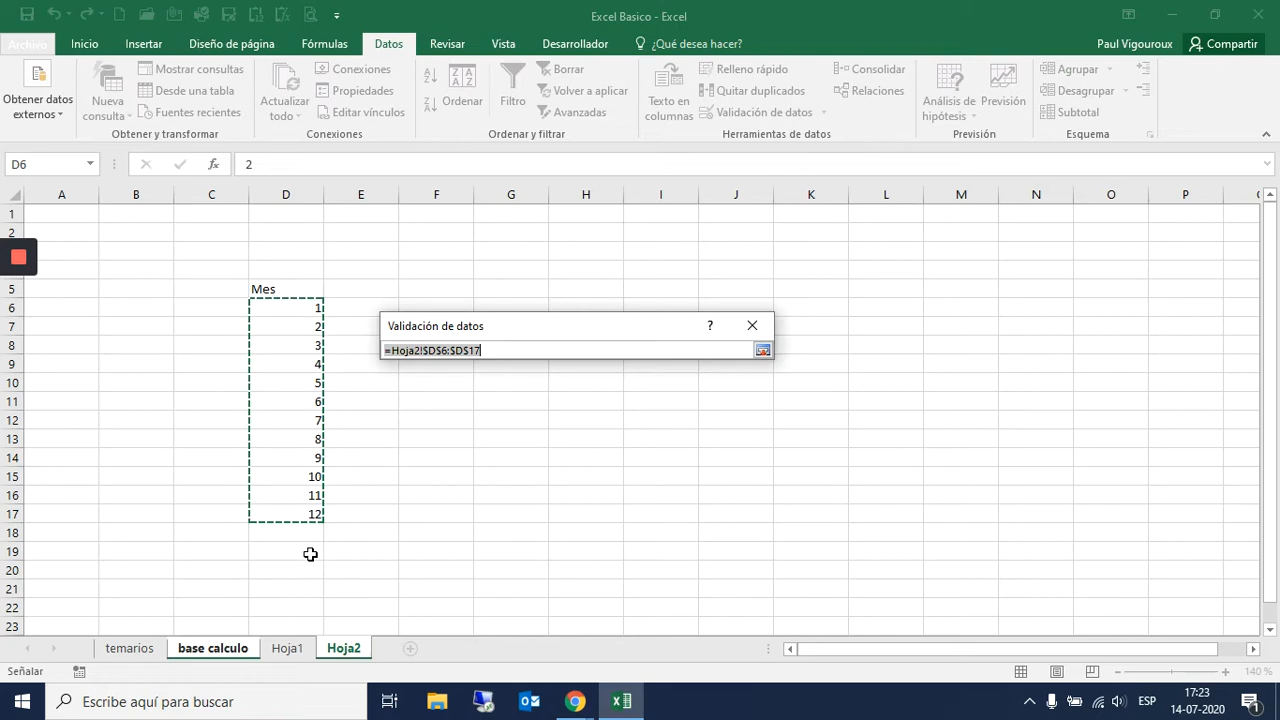 Excel Basico - Excel
Archivo Inicio Insertar Diseño de página Fórmulas Datos Revisar Vista Desarrollador ¿Qué desea hacer? Paul Vigouroux Compartir
Obtener datos externos
Nueva consulta
Mostrar consultas
Desde una tabla
Fuentes recientes
Obtener y transformar
Actualizar todo
Conexiones
Propiedades
Editar vínculos
Conexiones
Ordenar
Filtro
Borrar
Volver a aplicar
Avanzadas
Ordenar y filtrar
Texto en columnas
Relleno rápido
Quitar duplicados
Validación de datos
Consolidar
Relaciones
Herramientas de datos
Análisis de hipótesis
Previsión
Previsión
Agrupar
Desagrupar
Subtotal
Esquema
D6 fx 2
A B C D E F G H I J K L M N O P
1
2
5 Mes
6 1
7 2
8 3
9 4
10 5
11 6
12 7
13 8
14 9
15 10
16 11
17 12
18
19
20
21
22
23
Validación de datos ?
=Hoja2!$D$6:$D$17
temarios base calculo Hoja1 Hoja2
Señalar 140 %
Escribe aquí para buscar
ESP
17:23
14-07-2020
1